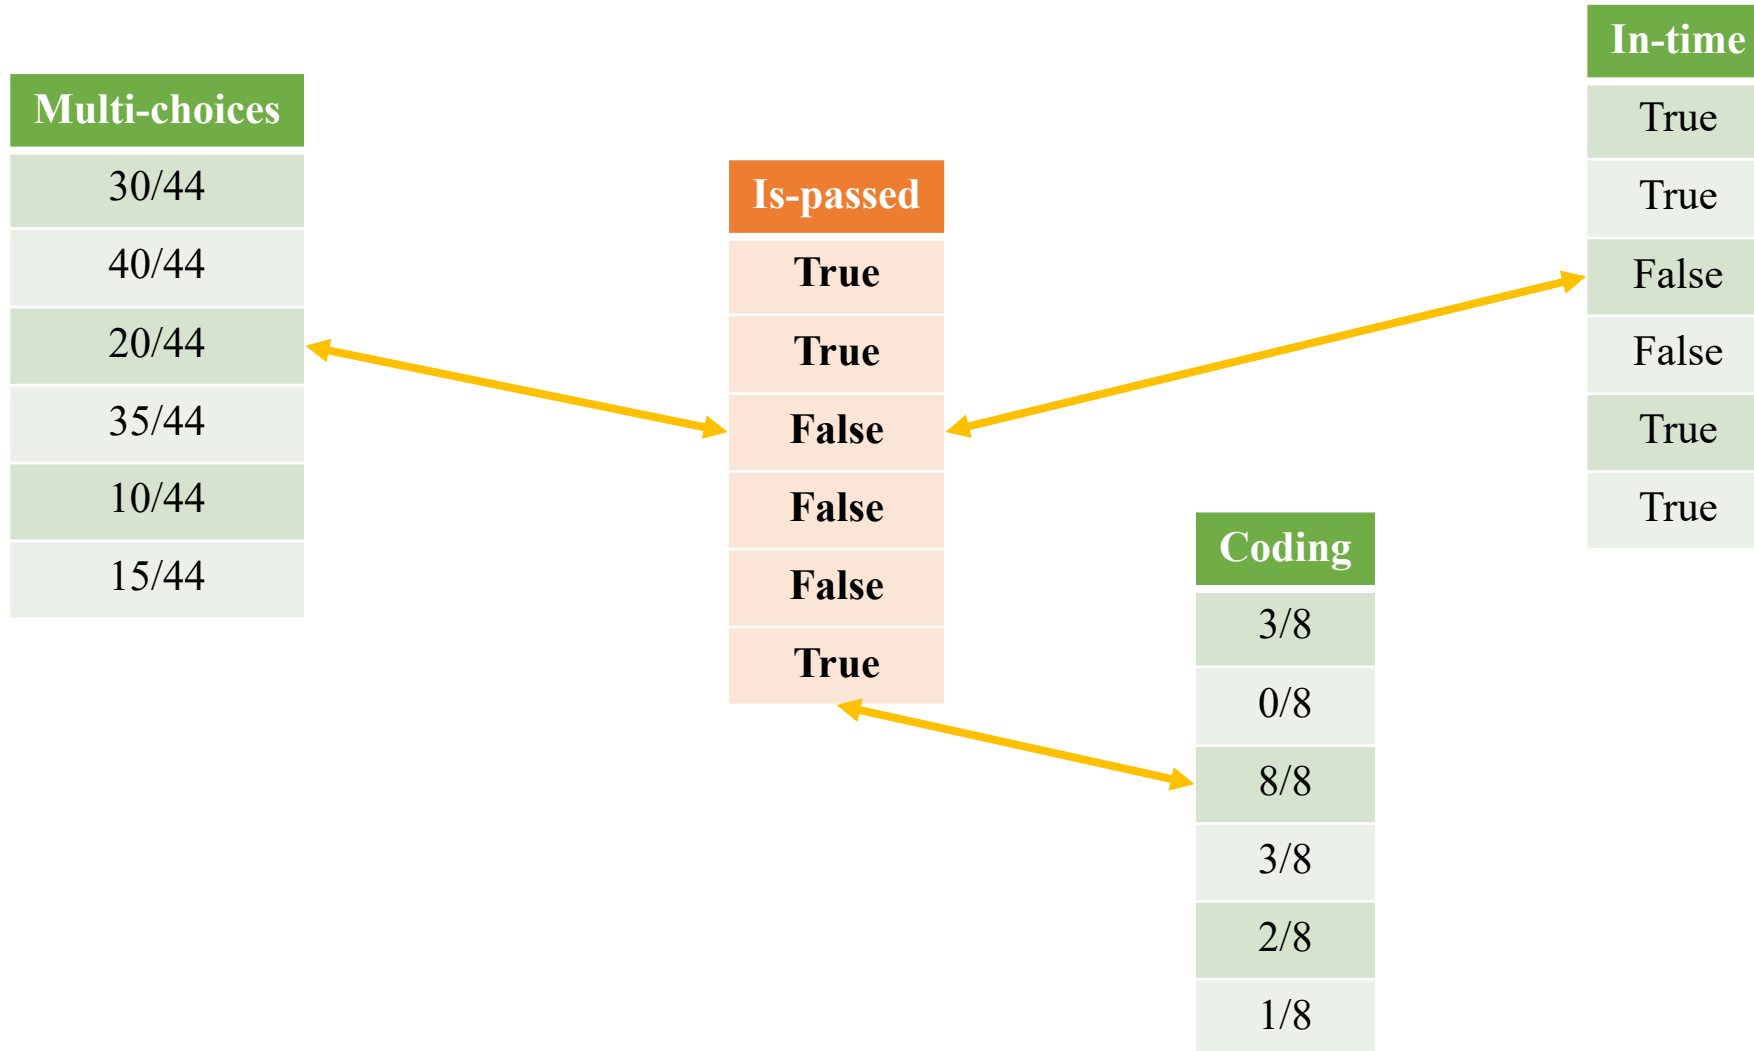 Multi-choices
30/44
40/44
20/44
35/44
10/44
15/44
Is-passed
True
True
False
False
False
True
Coding
3/8
0/8
8/8
3/8
2/8
1/8
In-time
True
True
False
False
True
True